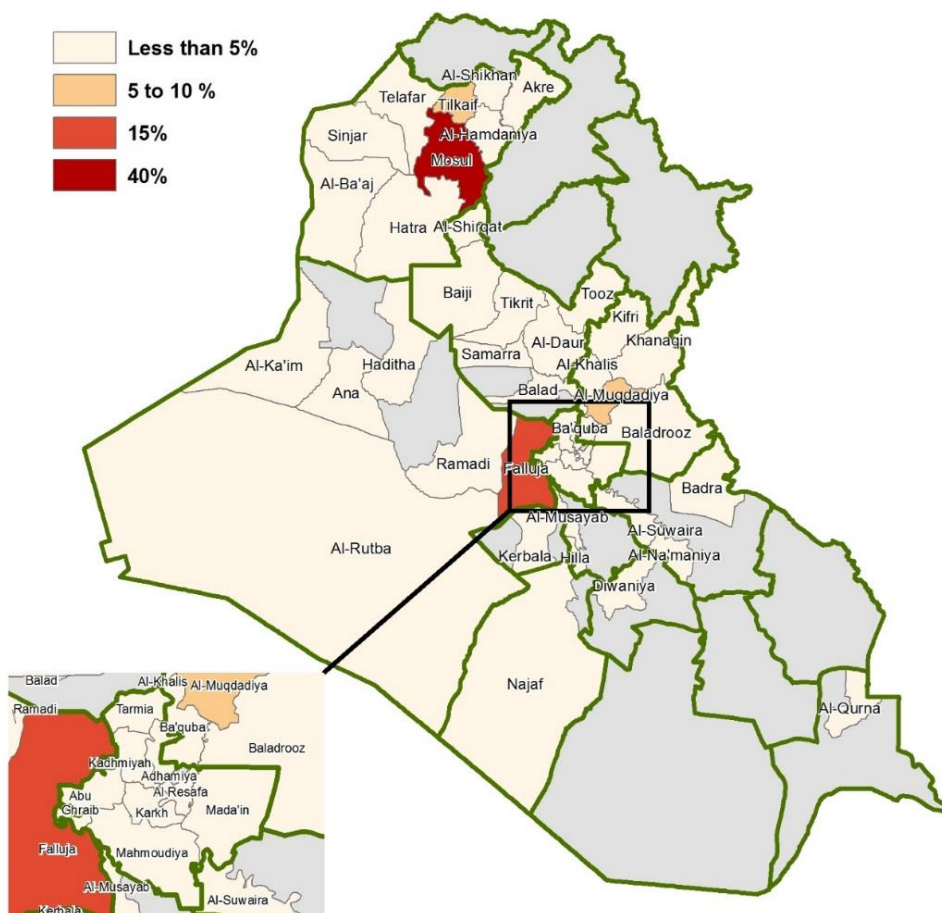 Less than 5%
5 to 10 %
15%
40%
Al-Shikhan
Akre
Telafar
Tilkaif
Sinjar
Al-Hamdaniya
Mosul
Al-Ba'aj
Hatra
Al-Shirqat
Baiji
Tikrit
Tooz
Kifri
Al-Daur
Khanaqin
Al-Ka'im
Haditha
Samarra
Al-Khalis
Ana
Balad
Al-Muqdadiya
Ba'quba
Baladrooz
Ramadi
Falluja
Badra
Al-Musayab
Al-Suwaira
Al-Rutba
Kerbala
Hilla
Al-Na'maniya
Diwaniya
Najaf
Al-Qurna
Balad
Al-Khalis
Al-Muqdadiya
Ramadi
Tarmia
Ba'quba
Baladrooz
Kadhmiyah
Adhamiya
Al Resafa
Abu
Ghraib
Karkh
Mada'in
Falluja
Mahmoudiya
Al-Musayab
Al-Suwaira
Kerbala